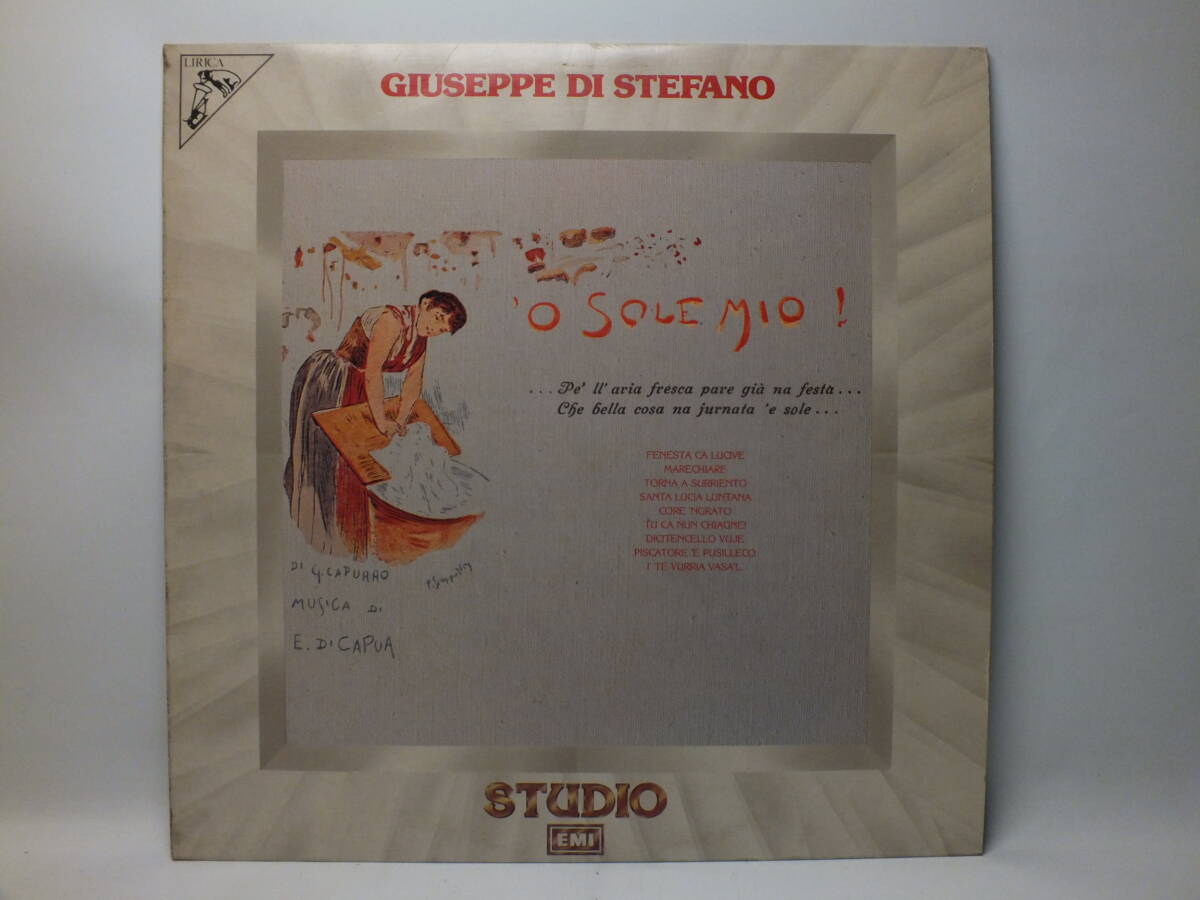 LIRICA
GIUSEPPE DI STEFANO
'O SOLE MIO !
... Pe' ll' aria fresca pare già na festa...
Che bella cosa na jurnata 'e sole...
FENESTA CA LUCIVE
MARECHIARE
TORNA A SURRIENTO
SANTA LUCIA LUNTANA
CORE 'NGRATO
TU CA NUN CHIAGNE!
DICITENCELLO VUJE
PISCATORE 'E PUSILLECO
I' TE VURRIA VASA'!...
DI G. CAPURRO
MUSICA DI
E. DI CAPUA
STUDIO
EMI